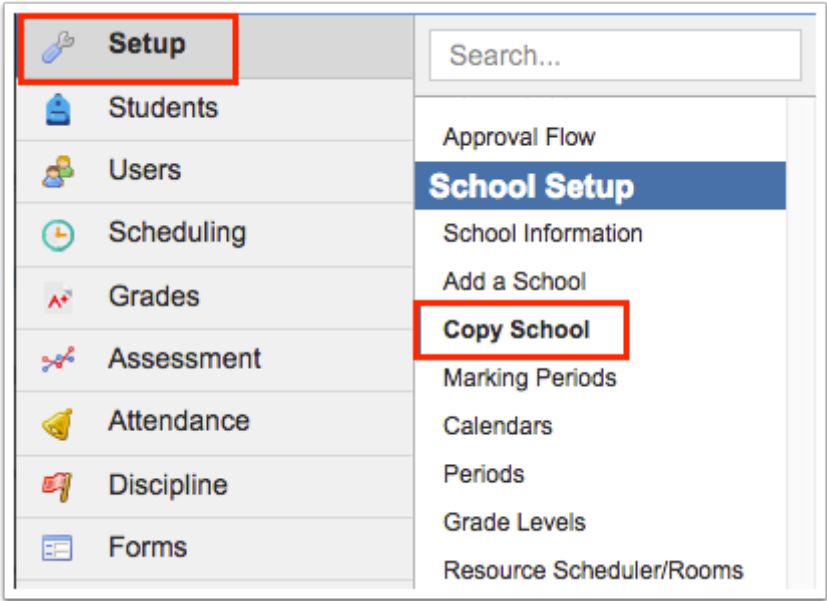 Setup
Students
Users
Scheduling
Grades
Assessment
Attendance
Discipline
Forms
Search...
Approval Flow
School Setup
School Information
Add a School
Copy School
Marking Periods
Calendars
Periods
Grade Levels
Resource Scheduler/Rooms